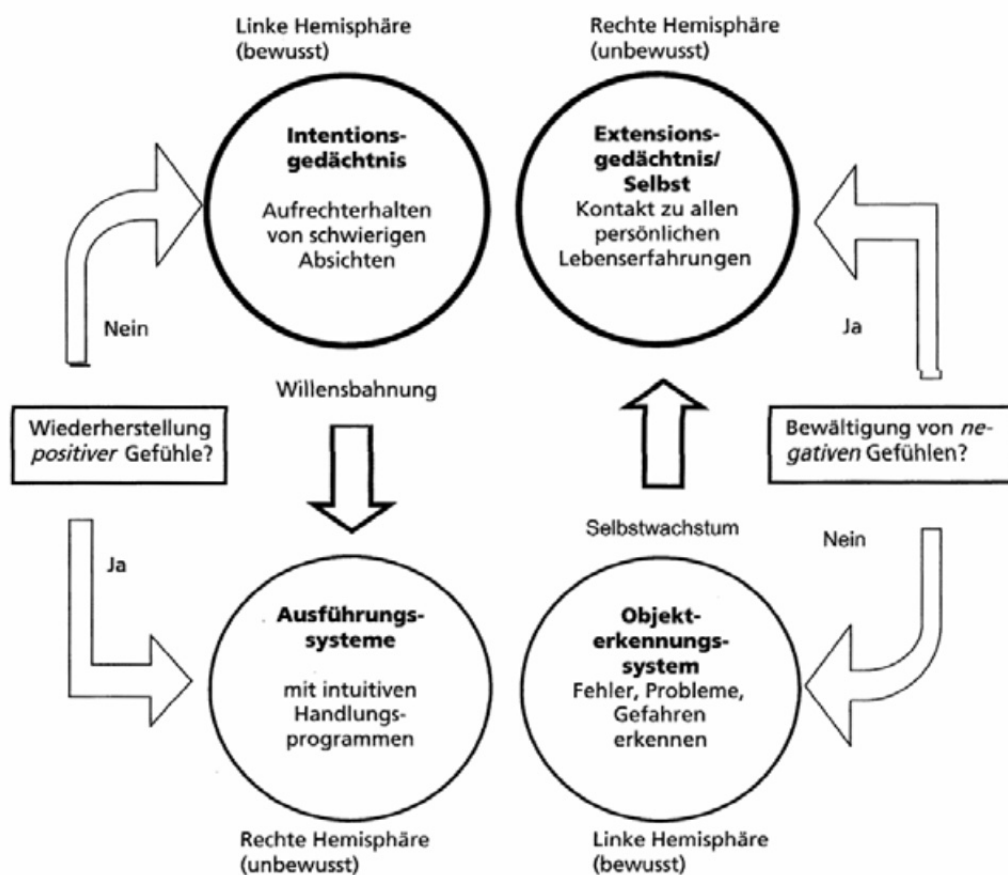 Linke Hemisphäre
(bewusst)
Rechte Hemisphäre
(unbewusst)
Intentions-
gedächtnis
Aufrechterhalten
von schwierigen
Absichten
Extensions-
gedächtnis/
Selbst
Kontakt zu allen
persönlichen
Lebenserfahrungen
Nein
Ja
Willensbahnung
Wiederherstellung
positiver Gefühle?
Bewältigung von ne-
gativen Gefühlen?
Selbstwachstum
Ja
Nein
Ausführungs-
systeme
mit intuitiven
Handlungs-
programmen
Objekt-
erkennungs-
system
Fehler, Probleme,
Gefahren
erkennen
Rechte Hemisphäre
(unbewusst)
Linke Hemisphäre
(bewusst)